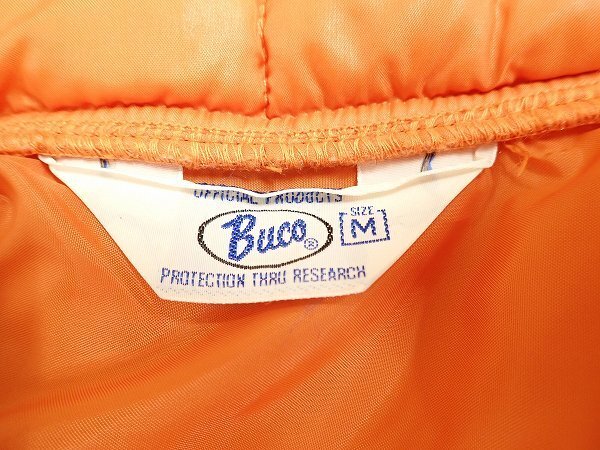 OFFICIAL PRODUCTS
Buco®
SIZE
M
PROTECTION THRU RESEARCH